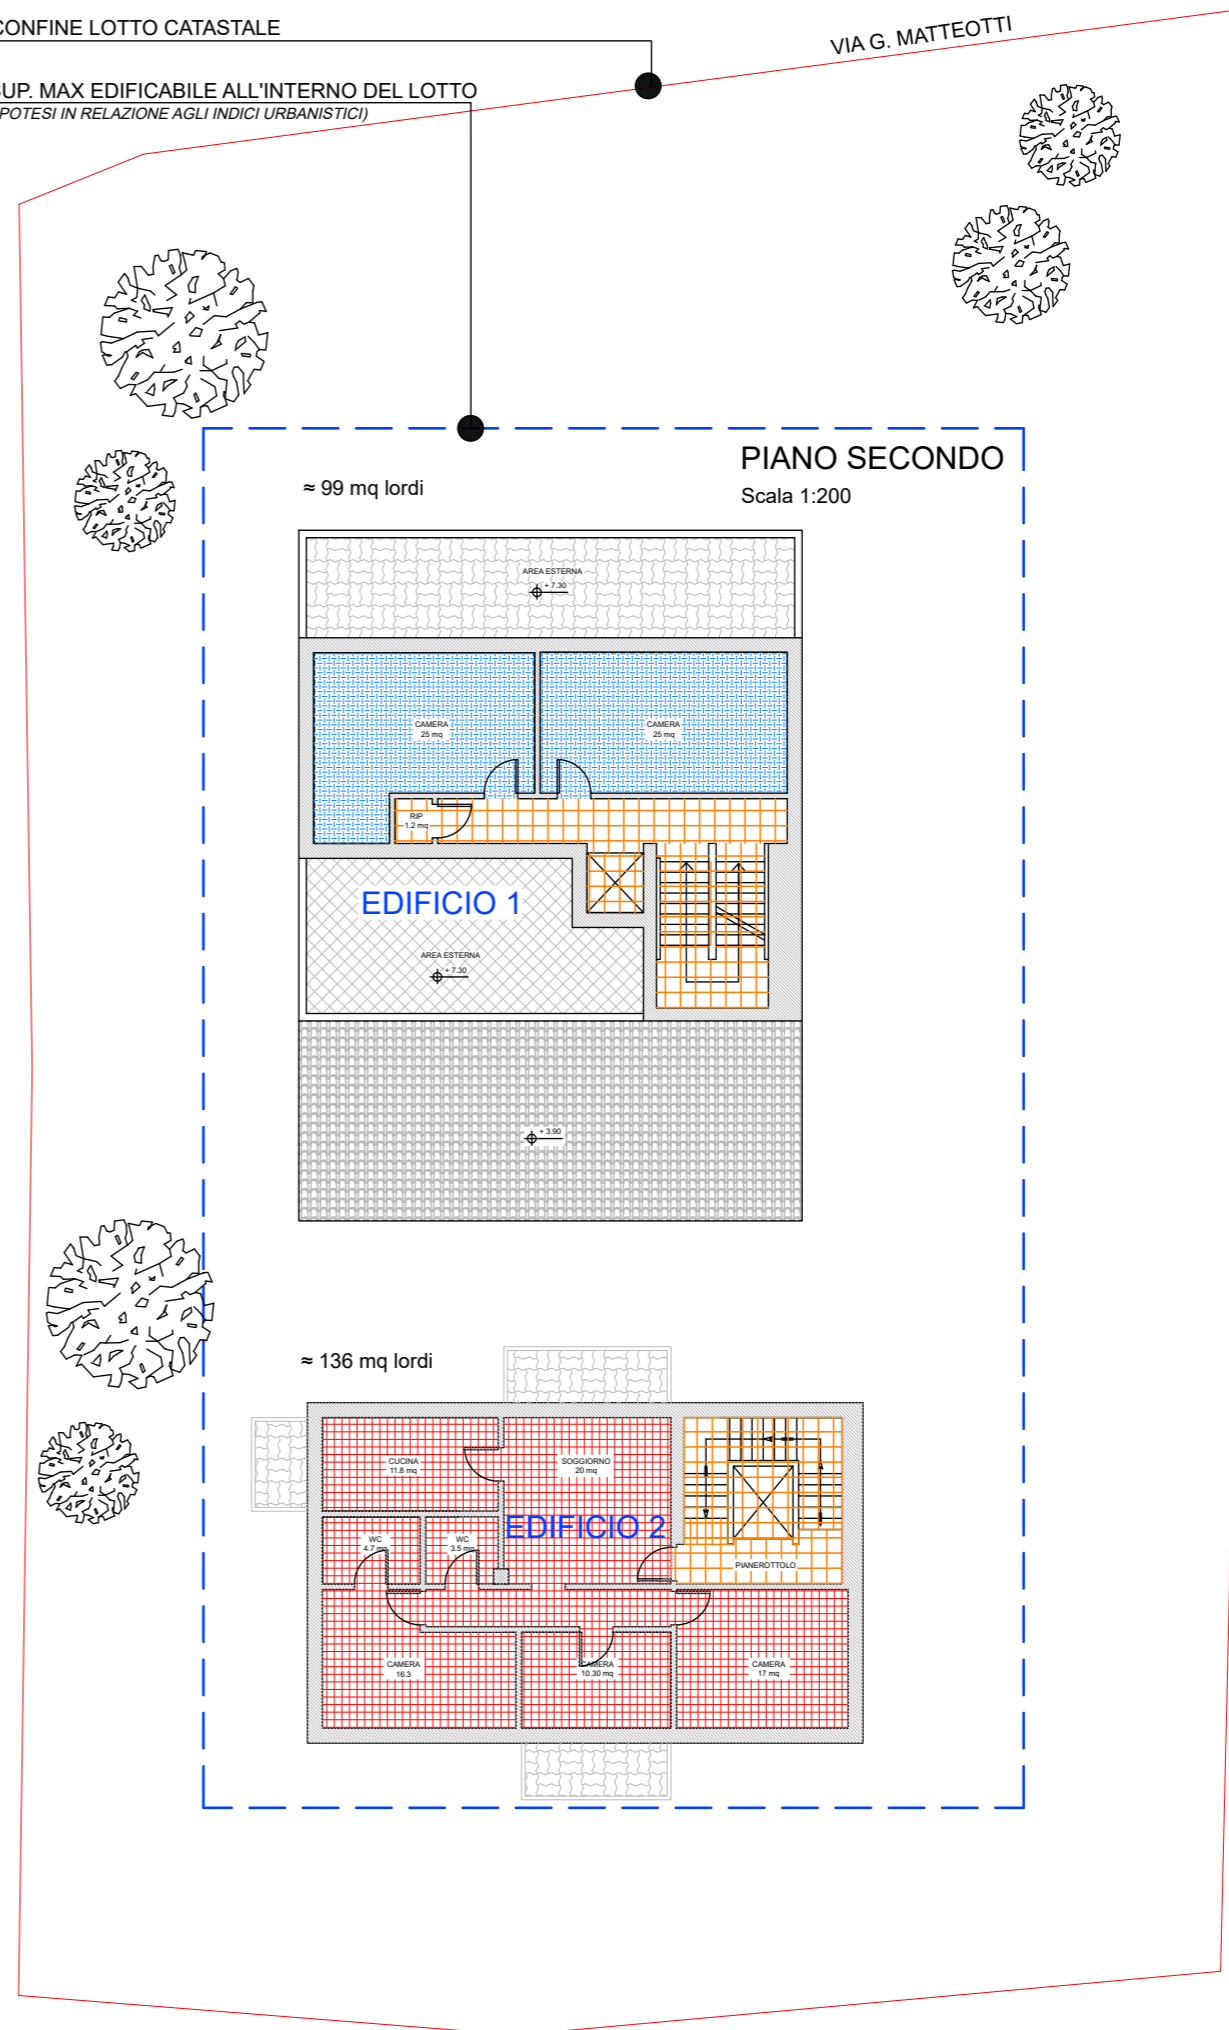 CONFINE LOTTO CATASTALE
VIA G. MATTEOTTI
SUP. MAX EDIFICABILE ALL'INTERNO DEL LOTTO
POTESI IN RELAZIONE AGLI INDICI URBANISTICI)
PIANO SECONDO
Scala 1:200
≈ 99 mq lordi
AREA ESTERNA
+ 7.30
CAMERA
25 mq
CAMERA
25 mq
RIP
1.2 mq
EDIFICIO 1
AREA ESTERNA
+ 7.30
+ 3.90
≈ 136 mq lordi
CUCINA
11.8 mq
SOGGIORNO
20 mq
EDIFICIO 2
WC
4.7 mq
WC
3.5 mq
PIANEROTTOLO
CAMERA
16.3
CAMERA
10.30 mq
CAMERA
17 mq